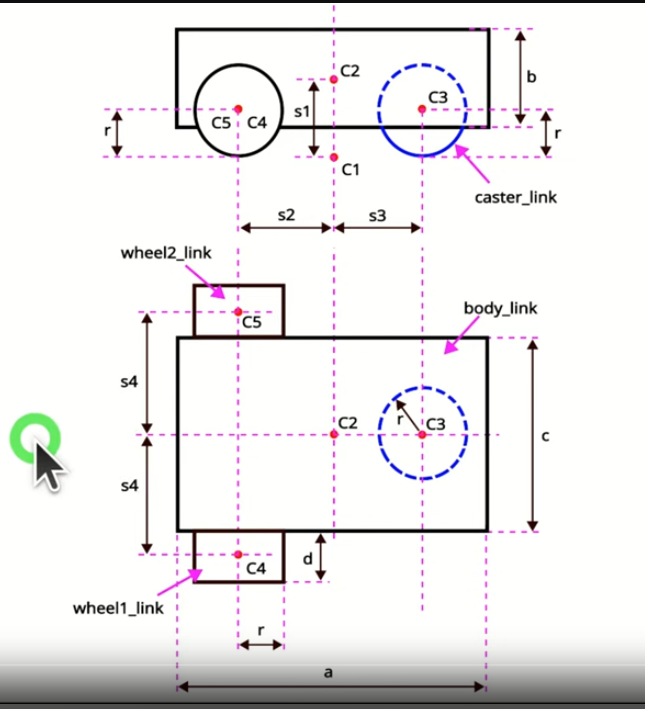 C2
b
C3
s1
r
C5 C4
r
C1
caster_link
s2
s3
wheel2_link
body_link
C5
s4
C2
r
C3
c
s4
d
C4
wheel1_link
r
a